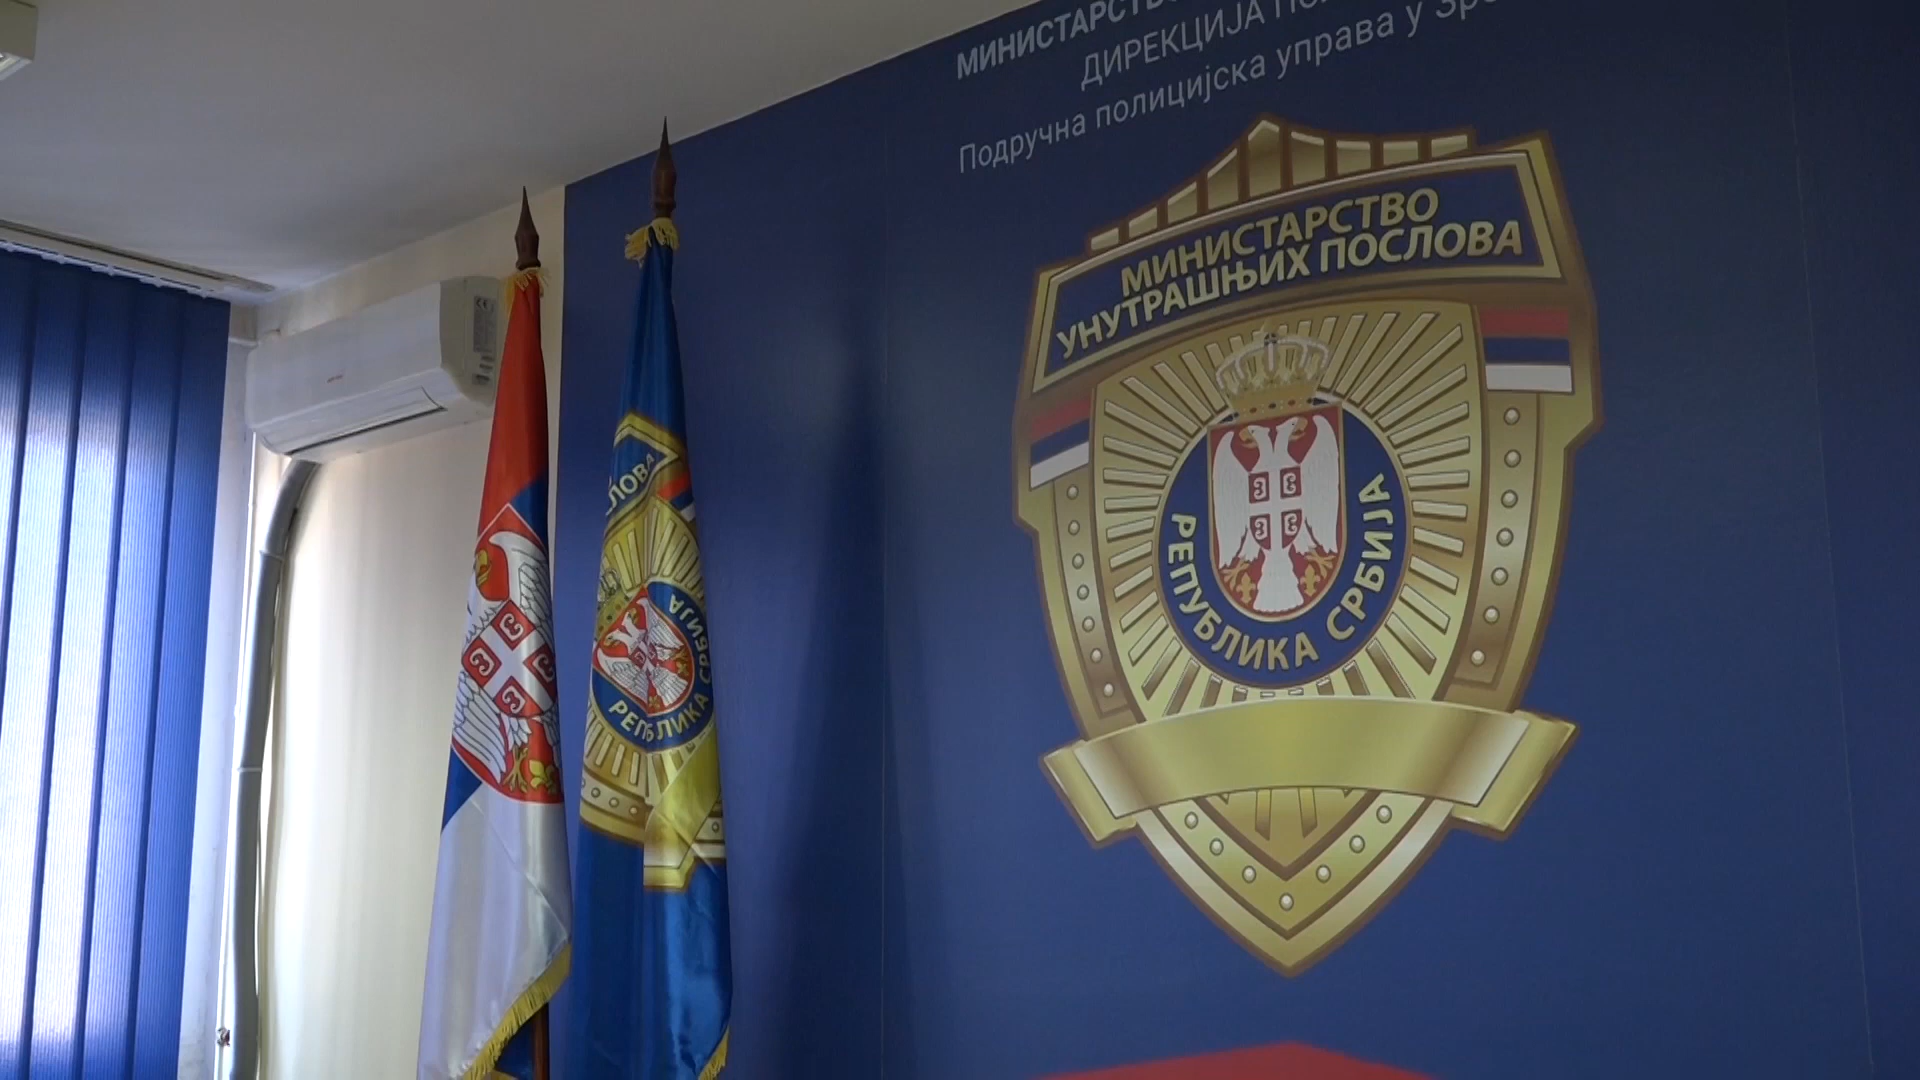 МИНИСТАРСТВО
ДИРЕКЦИЈА
Подручна полицијска управа у
МИНИСТАРСТВО
УНУТРАШЊИХ ПОСЛОВА
РЕПУБЛИКА СРБИЈА
РЕПУБЛИКА СРБИЈА